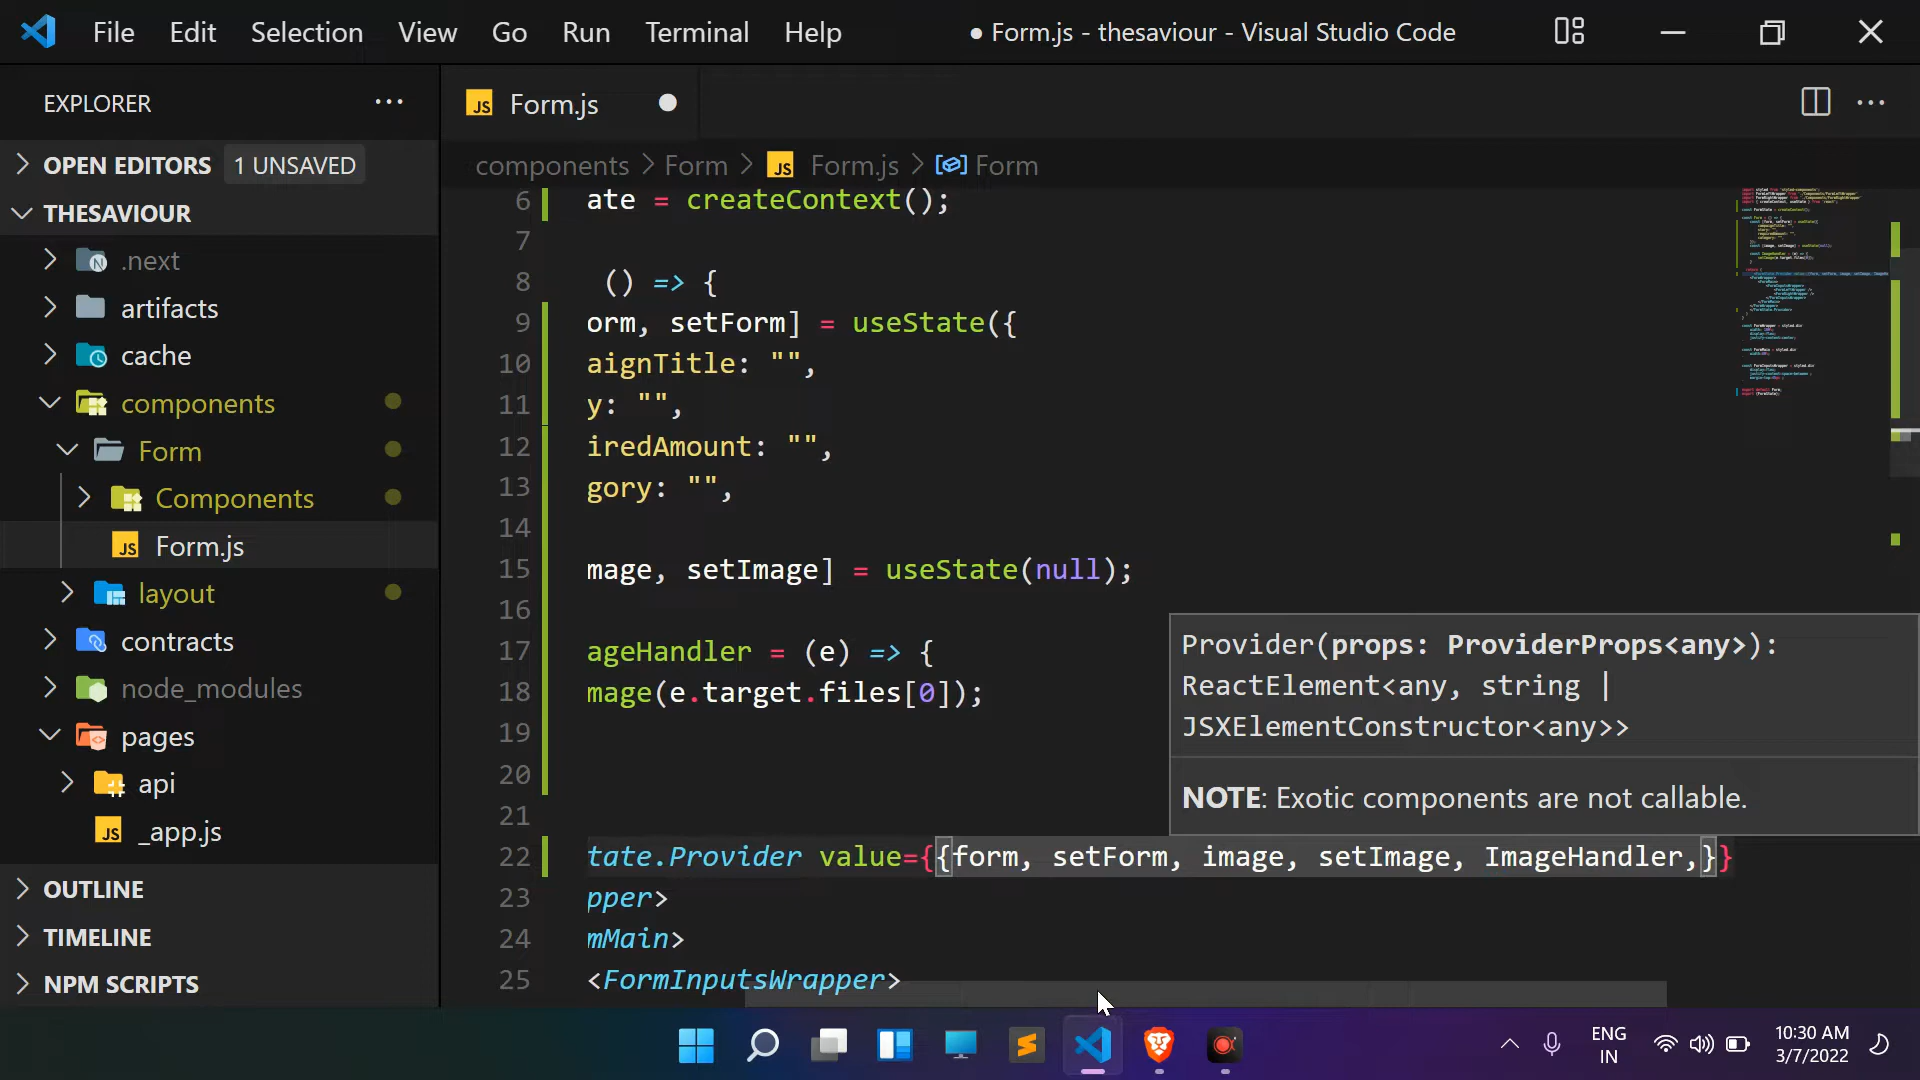 File Edit Selection View Go Run Terminal Help
● Form.js - thesaviour - Visual Studio Code
EXPLORER
OPEN EDITORS 1 UNSAVED
THESAVIOUR
.next
artifacts
cache
components
Form
Components
Form.js
layout
contracts
node_modules
pages
api
_app.js
OUTLINE
TIMELINE
NPM SCRIPTS
Form.js
components > Form > Form.js > Form
6 ate = createContext();
7
8 () => {
9 orm, setForm] = useState({
10 aignTitle: "",
11 y: "",
12 iredAmount: "",
13 gory: "",
14
15 mage, setImage] = useState(null);
16
17 ageHandler = (e) => {
18 mage(e.target.files[0]);
19
20
21
22 tate.Provider value={{form, setForm, image, setImage, ImageHandler,}}
23 pper>
24 mMain>
25 <FormInputsWrapper>
Provider(props: ProviderProps<any>):
ReactElement<any, string |
JSXElementConstructor<any>>
NOTE: Exotic components are not callable.
ENG
IN
10:30 AM
3/7/2022